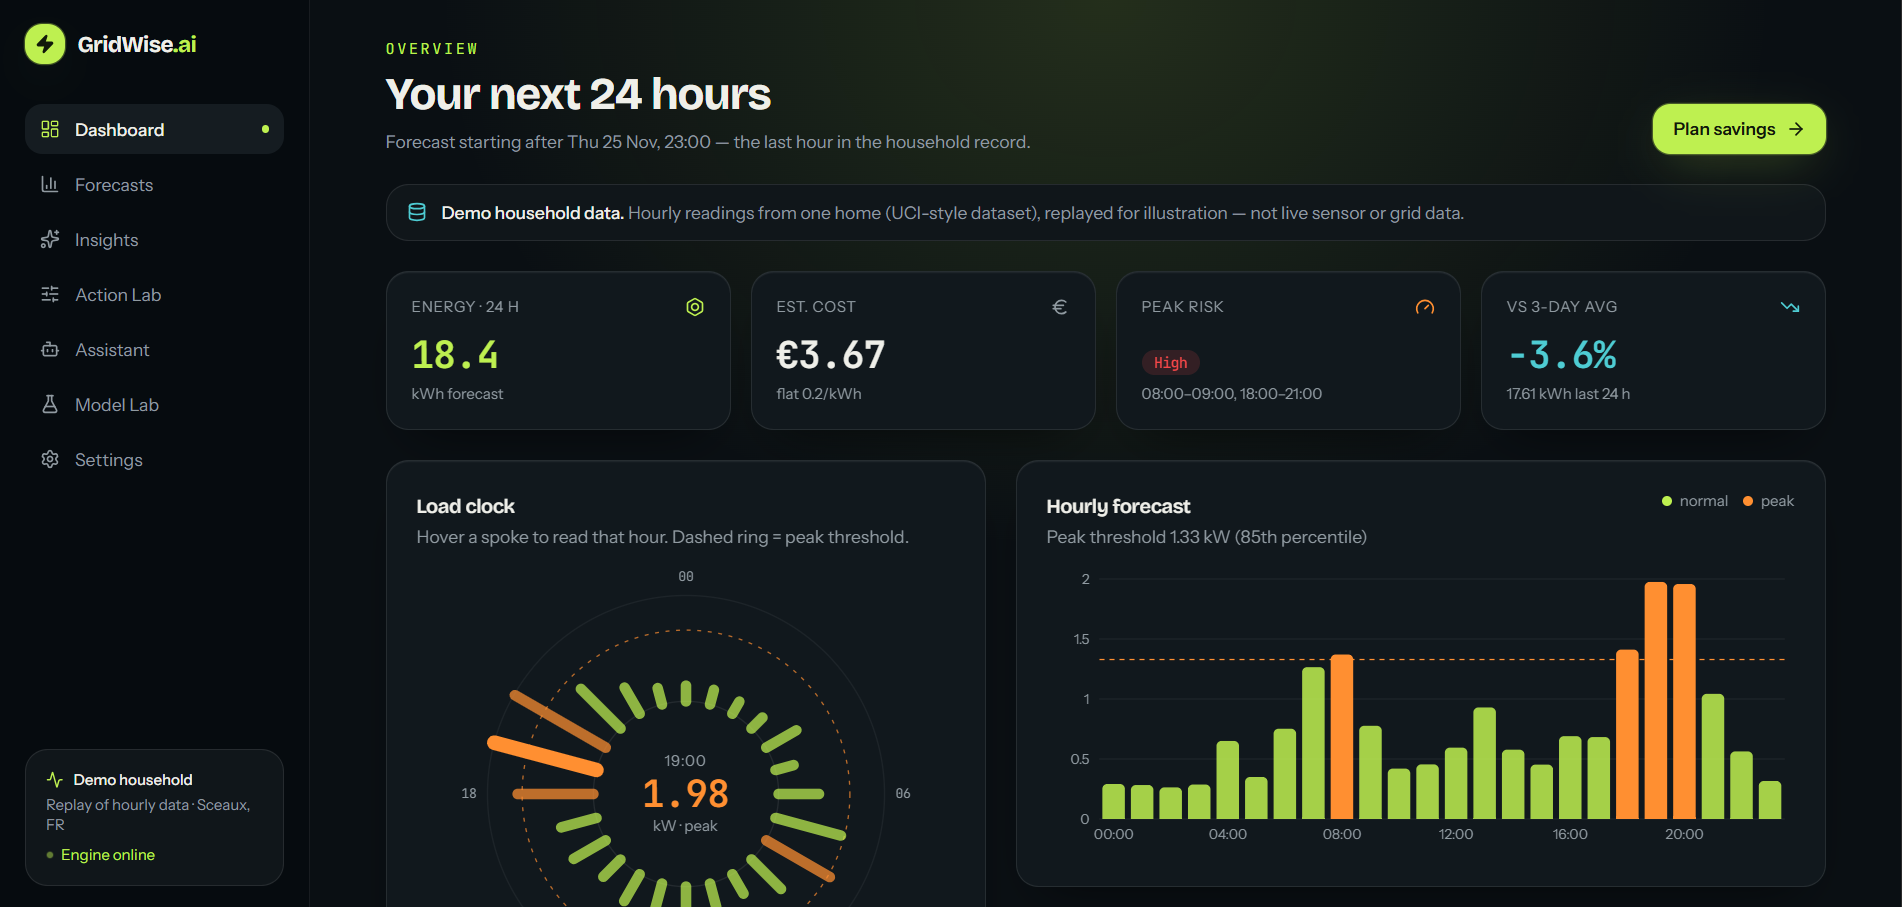 GridWise.ai
Dashboard
Forecasts
Insights
Action Lab
Assistant
Model Lab
Settings
Demo household
Replay of hourly data · Sceaux,
FR
Engine online
OVERVIEW
Your next 24 hours
Forecast starting after Thu 25 Nov, 23:00 — the last hour in the household record.
Plan savings →
Demo household data. Hourly readings from one home (UCI-style dataset), replayed for illustration — not live sensor or grid data.
ENERGY · 24 H
18.4
kWh forecast
EST. COST
€
€3.67
flat 0.2/kWh
PEAK RISK
High
08:00–09:00, 18:00–21:00
VS 3-DAY AVG
-3.6%
17.61 kWh last 24 h
Load clock
Hover a spoke to read that hour. Dashed ring = peak threshold.
00
18
06
19:00
1.98
kW · peak
Hourly forecast
normal
peak
Peak threshold 1.33 kW (85th percentile)
2
1.5
1
0.5
0
00:00
04:00
08:00
12:00
16:00
20:00